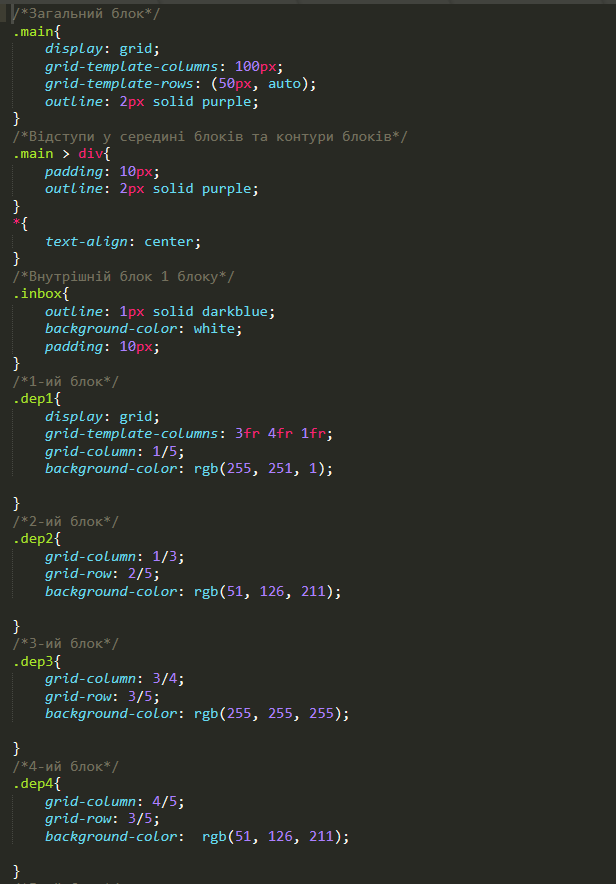 /*Загальний блок*/
.main{
    display: grid;
    grid-template-columns: 100px;
    grid-template-rows: (50px, auto);
    outline: 2px solid purple;
}
/*Відступи у середині блоків та контури блоків*/
.main > div{
    padding: 10px;
    outline: 2px solid purple;
}
*{
    text-align: center;
}
/*Внутрішній блок 1 блоку*/
.inbox{
    outline: 1px solid darkblue;
    background-color: white;
    padding: 10px;
}
/*1-ий блок*/
.dep1{
    display: grid;
    grid-template-columns: 3fr 4fr 1fr;
    grid-column: 1/5;
    background-color: rgb(255, 251, 1);

}
/*2-ий блок*/
.dep2{
    grid-column: 1/3;
    grid-row: 2/5;
    background-color: rgb(51, 126, 211);

}
/*3-ий блок*/
.dep3{
    grid-column: 3/4;
    grid-row: 3/5;
    background-color: rgb(255, 255, 255);

}
/*4-ий блок*/
.dep4{
    grid-column: 4/5;
    grid-row: 3/5;
    background-color:  rgb(51, 126, 211);

}